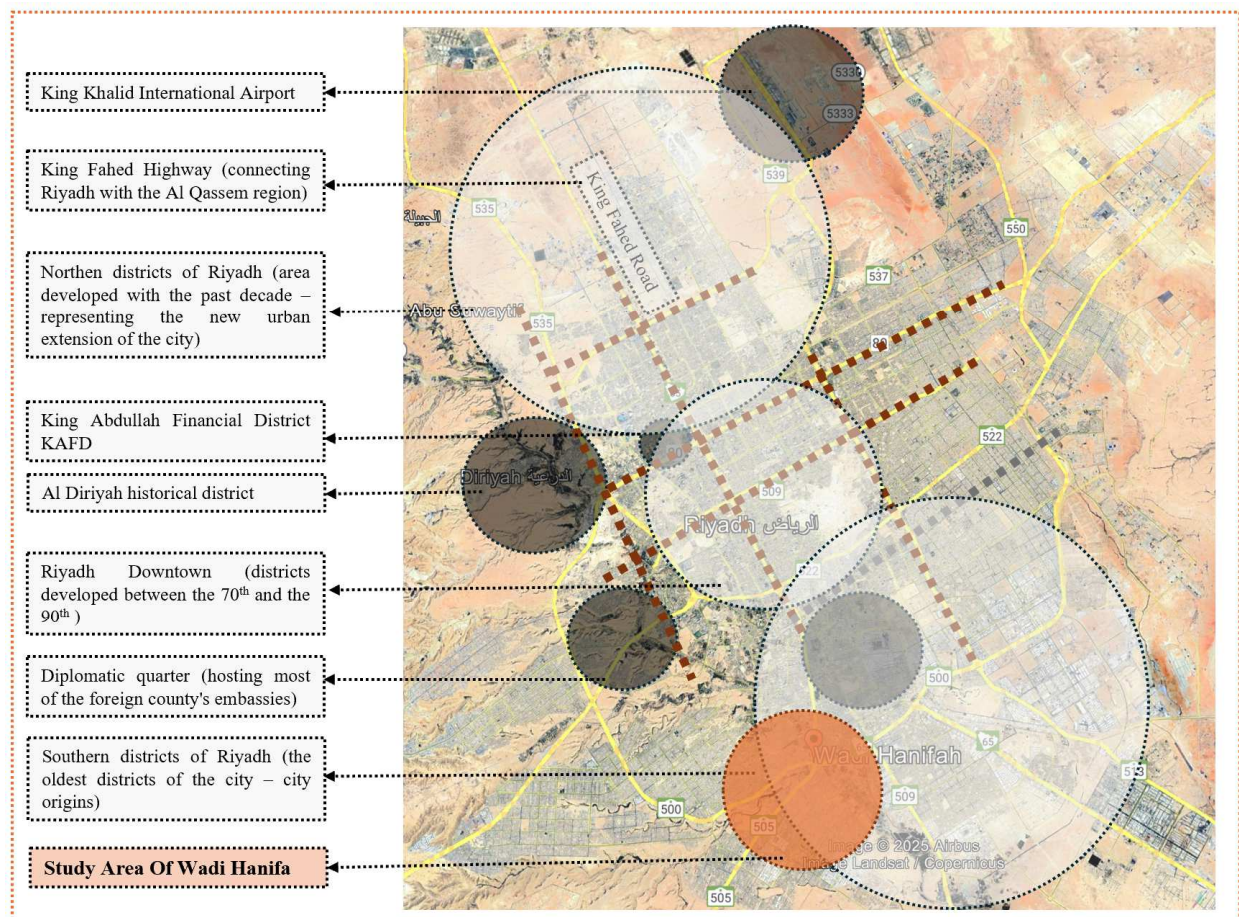 King Khalid International Airport
King Fahed Highway (connecting
Riyadh with the Al Qassem region)
Northen districts of Riyadh (area
developed with the past decade –
representing the new urban
extension of the city)
King Abdullah Financial District
KAFD
Al Diriyah historical district
Riyadh Downtown (districts
developed between the 70th and the
90th )
Diplomatic quarter (hosting most
of the foreign county's embassies)
Southern districts of Riyadh (the
oldest districts of the city – city
origins)
Study Area Of Wadi Hanifa
5333
539
King Fahed Road
535
الجبيلة
550
537
Abu Suwaytif
535
80
522
Diriyah الدرعية
509
Riyadh الرياض
522
500
65
Wadi Hanifah
513
509
500
505
Image © 2025 Airbus
Image Landsat / Copernicus
505